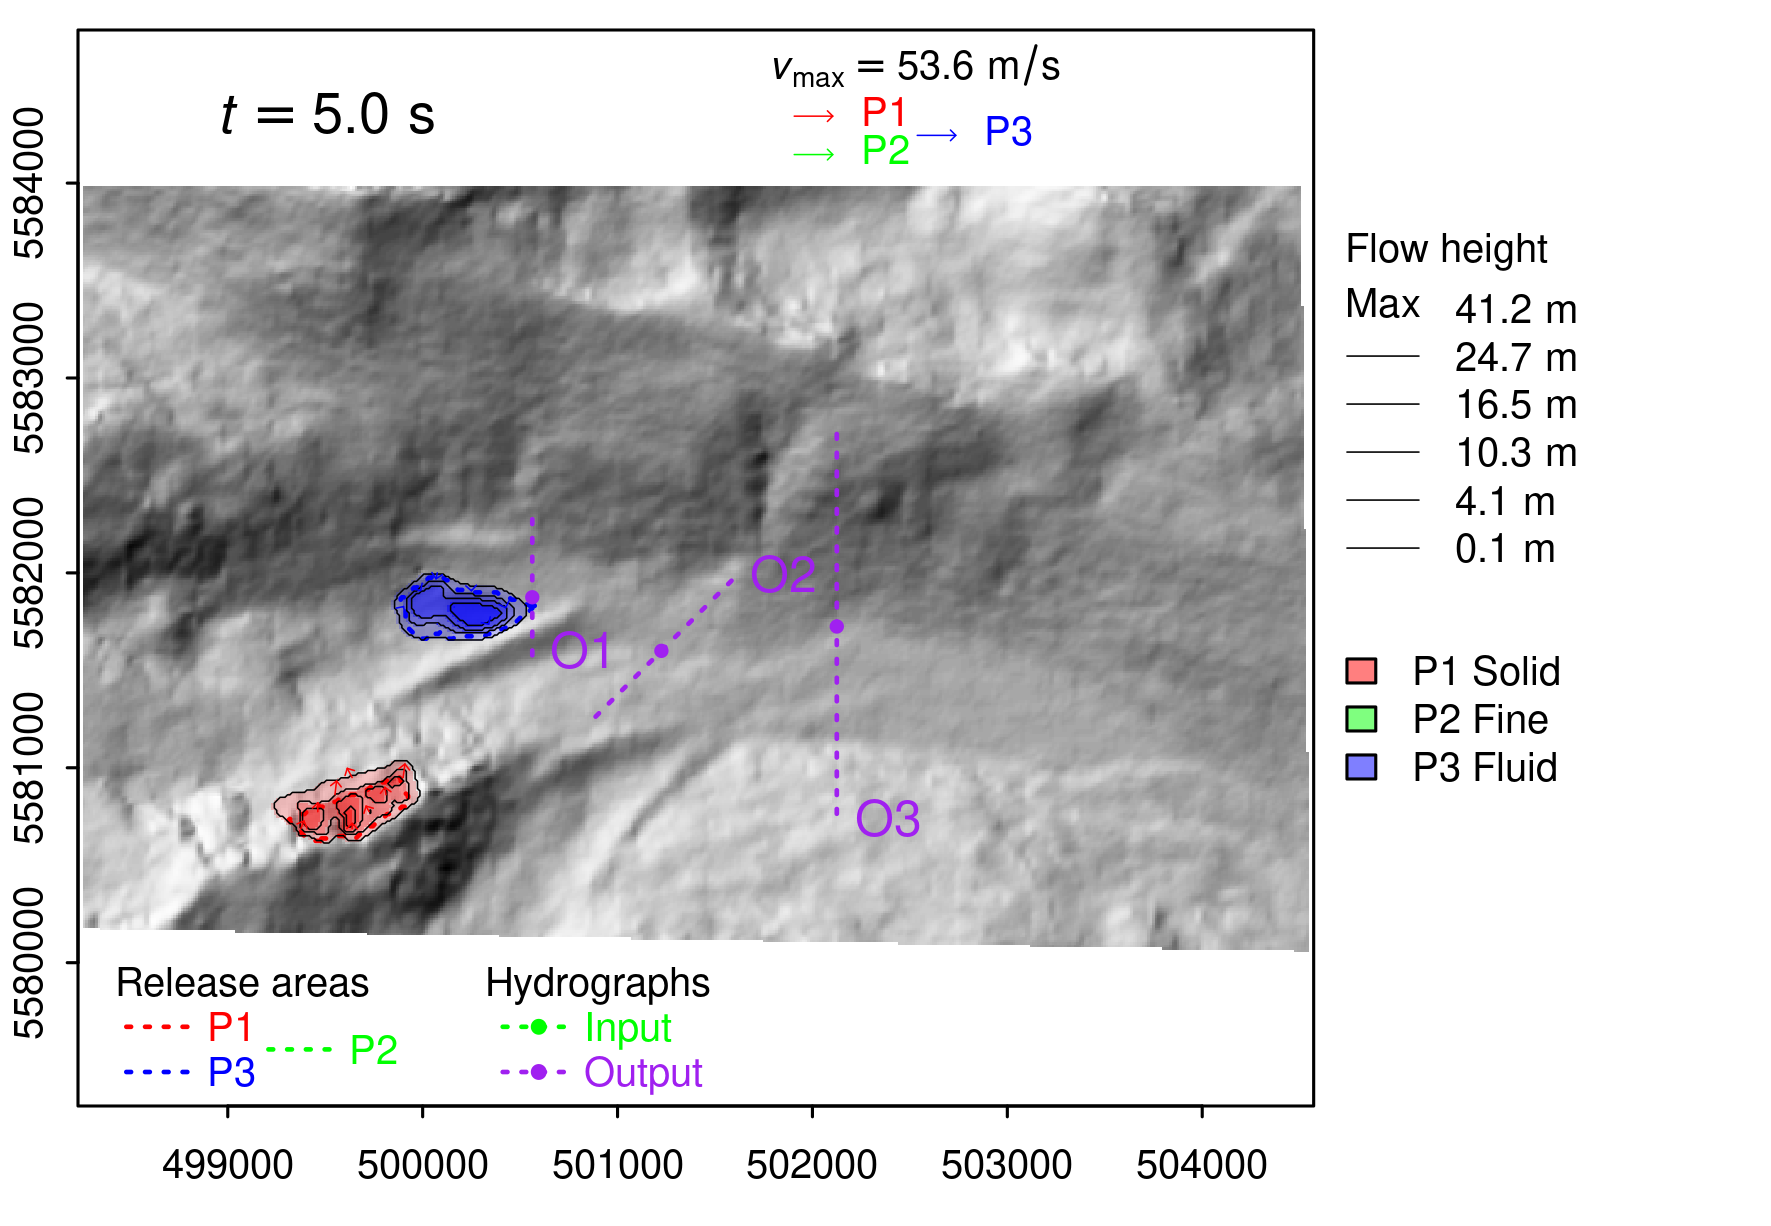 t = 5.0 s
vmax = 53.6 m/s
P1
P2
P3
5584000
5583000
5582000
5581000
5580000
O1
O2
O3
Flow height
Max 41.2 m
24.7 m
16.5 m
10.3 m
4.1 m
0.1 m
P1 Solid
P2 Fine
P3 Fluid
Release areas
P1
P2
P3
Hydrographs
Input
Output
499000 500000 501000 502000 503000 504000